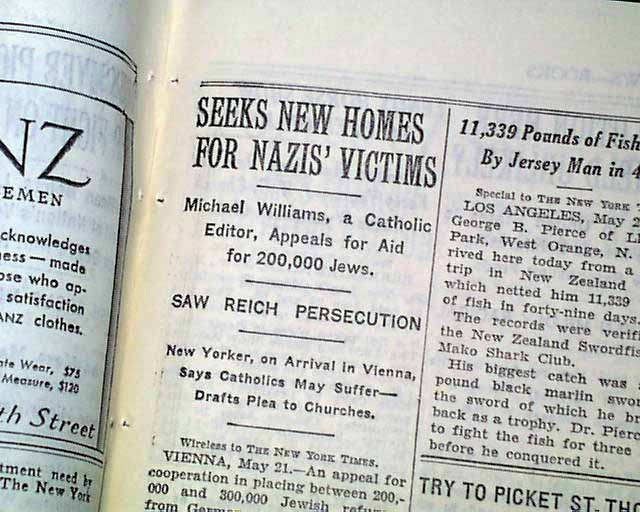 NZ
EMEN
cknowledges
ness — made
ose who ap-
satisfaction
ANZ clothes.
ate Wear, $75
Measure, $120
th Street
tment need by
The New York
SEEKS NEW HOMES
FOR NAZIS' VICTIMS
Michael Williams, a Catholic
Editor, Appeals for Aid
for 200,000 Jews.
SAW REICH PERSECUTION
New Yorker, on Arrival in Vienna,
Says Catholics May Suffer—
Drafts Plea to Churches.
Wireless to THE NEW YORK TIMES.
VIENNA, May 21.—An appeal for
cooperation in placing between 200,-
000 and 300,000 Jewish refu
from German
11,339 Pounds of Fish
By Jersey Man in 4
Special to THE NEW YORK T
LOS ANGELES, May 2
George B. Pierce of Ll
Park, West Orange, N.
rived here today from a
trip in New Zealand
which netted him 11,339
of fish in forty-nine days.
The records were verifi
the New Zealand Swordfis
Mako Shark Club.
His biggest catch was
pound black marlin swor
the sword of which he br
back as a trophy. Dr. Pierc
to fight the fish for three
before he conquered it.
TRY TO PICKET ST. THO